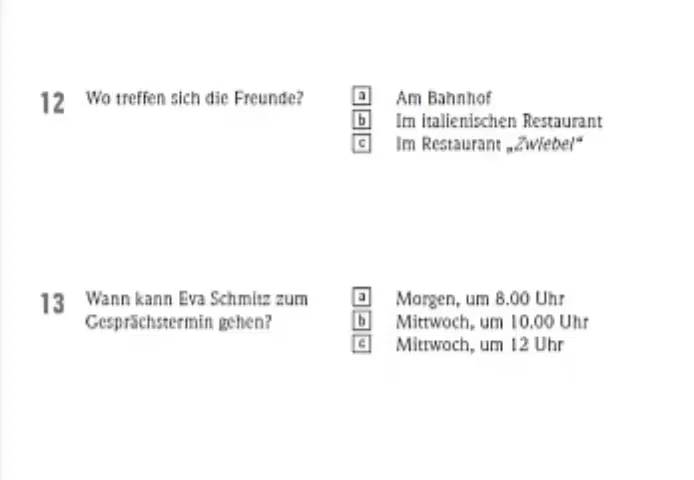 12 Wo treffen sich die Freunde?
a Am Bahnhof
b Im italienischen Restaurant
c Im Restaurant „Zwiebel“
13 Wann kann Eva Schmitz zum
Gesprächstermin gehen?
a Morgen, um 8.00 Uhr
b Mittwoch, um 10.00 Uhr
c Mittwoch, um 12 Uhr